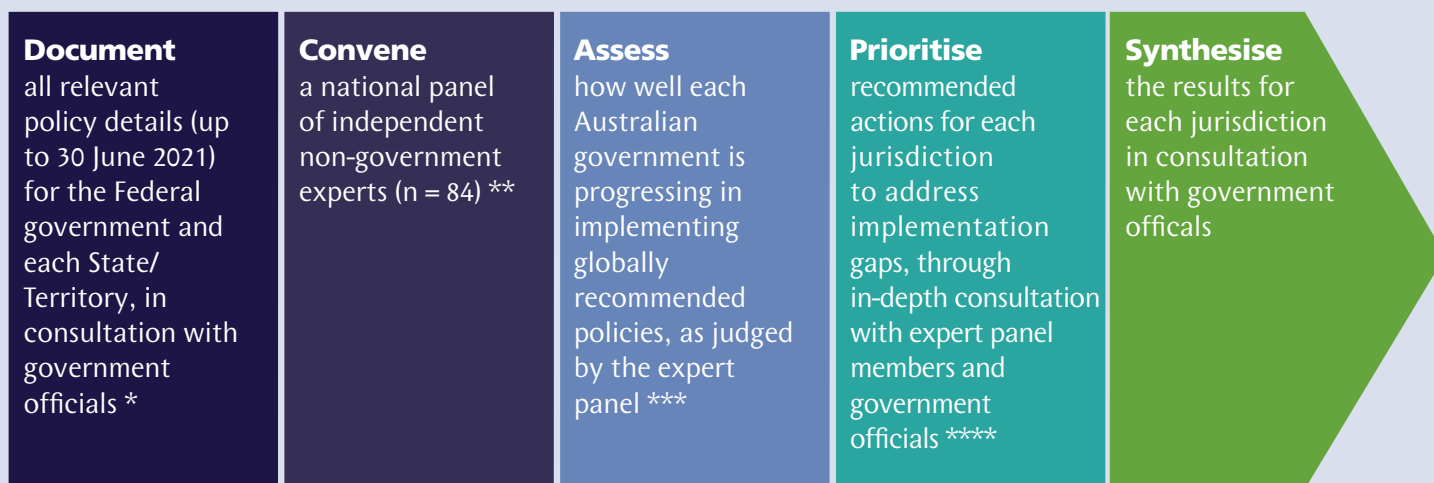 Document
all relevant
policy details (up
to 30 June 2021)
for the Federal
government and
each State/
Territory, in
consultation with
government
officials *
Convene
a national panel
of independent
non-government
experts (n = 84) **
Assess
how well each
Australian
government is
progressing in
implementing
globally
recommended
policies, as judged
by the expert
panel ***
Prioritise
recommended
actions for each
jurisdiction
to address
implementation
gaps, through
in-depth consultation
with expert panel
members and
government
officials ****
Synthesise
the results for
each jurisdiction
in consultation
with government
officals